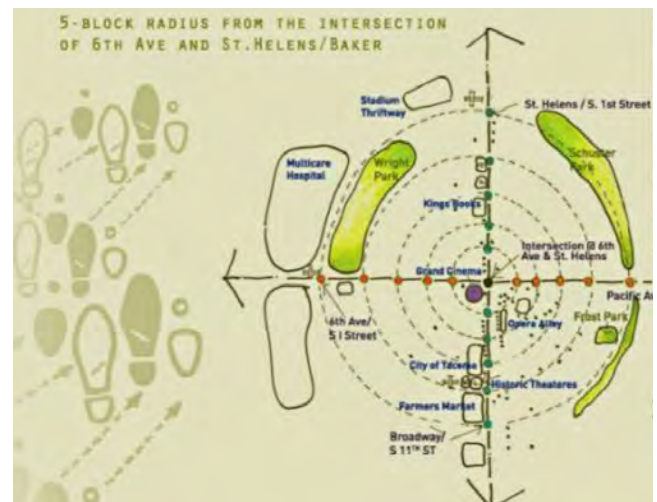 5-BLOCK RADIUS FROM THE INTERSECTION
OF 6TH AVE AND ST.HELENS/BAKER
Stadium
Thriftway
St. Helens / S. 1st Street
Multicare
Hospital
Wright
Park
Schuster
Park
Kings Books
Intersection @ 6th
Ave & St. Helens
Grand Cinema
Pacific Av
6th Ave/
S I Street
Opera Alley
Frost Park
City of Tacoma
Historic Theatores
Farmers Market
Broadway/
S 11TH ST